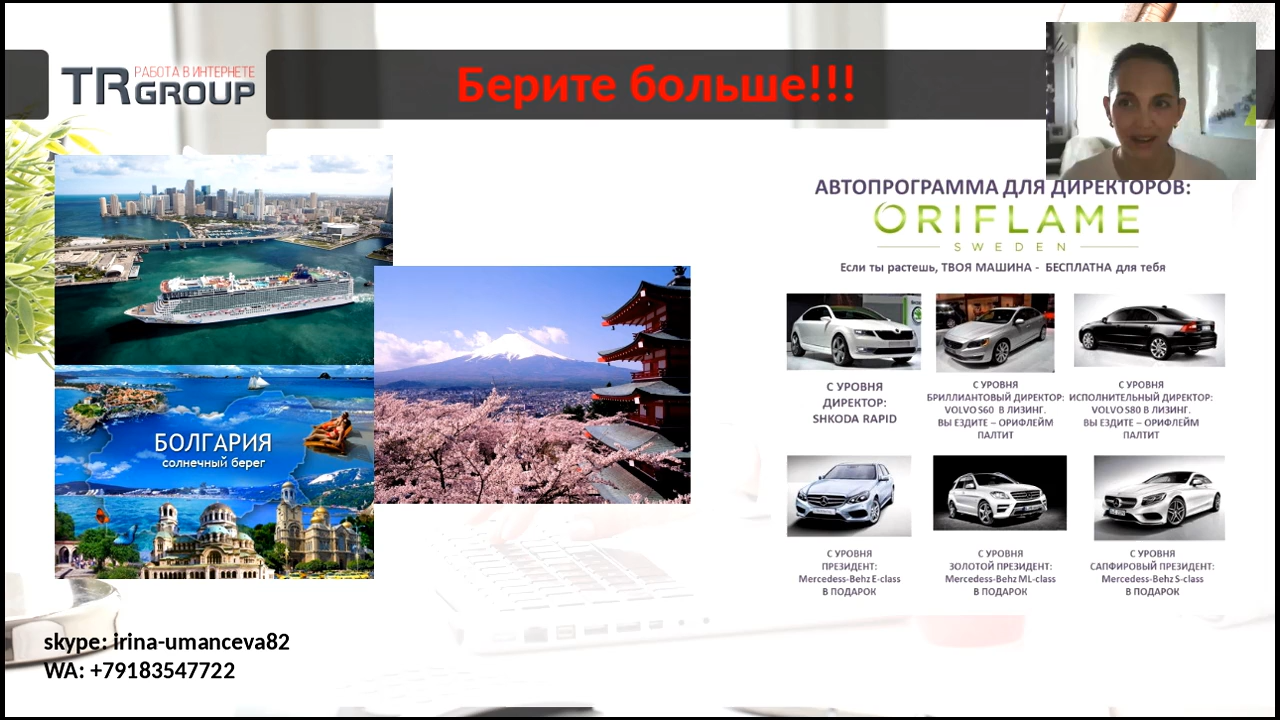 TR GROUP
РАБОТА В ИНТЕРНЕТЕ
Берите больше!!!
АВТОПРОГРАММА ДЛЯ ДИРЕКТОРОВ:
ORIFLAME
SWEDEN
Если ты растешь, ТВОЯ МАШИНА - БЕСПЛАТНА для тебя
С УРОВНЯ
ДИРЕКТОР:
SHKODA RAPID
С УРОВНЯ
БРИЛЛИАНТОВЫЙ ДИРЕКТОР:
VOLVO S60 В ЛИЗИНГ.
ВЫ ЕЗДИТЕ – ОРИФЛЕЙМ
ПАЛТИТ
С УРОВНЯ
ИСПОЛНИТЕЛЬНЫЙ ДИРЕКТОР:
VOLVO S80 В ЛИЗИНГ.
ВЫ ЕЗДИТЕ – ОРИФЛЕЙМ
ПАЛТИТ
БОЛГАРИЯ
солнечный берег
С УРОВНЯ
ПРЕЗИДЕНТ:
Mercedess-Behz E-class
В ПОДАРОК
С УРОВНЯ
ЗОЛОТОЙ ПРЕЗИДЕНТ:
Mercedess-Behz ML-class
В ПОДАРОК
С УРОВНЯ
САПФИРОВЫЙ ПРЕЗИДЕНТ:
Mercedess-Behz S-class
В ПОДАРОК
skype: irina-umanceva82
WA: +79183547722